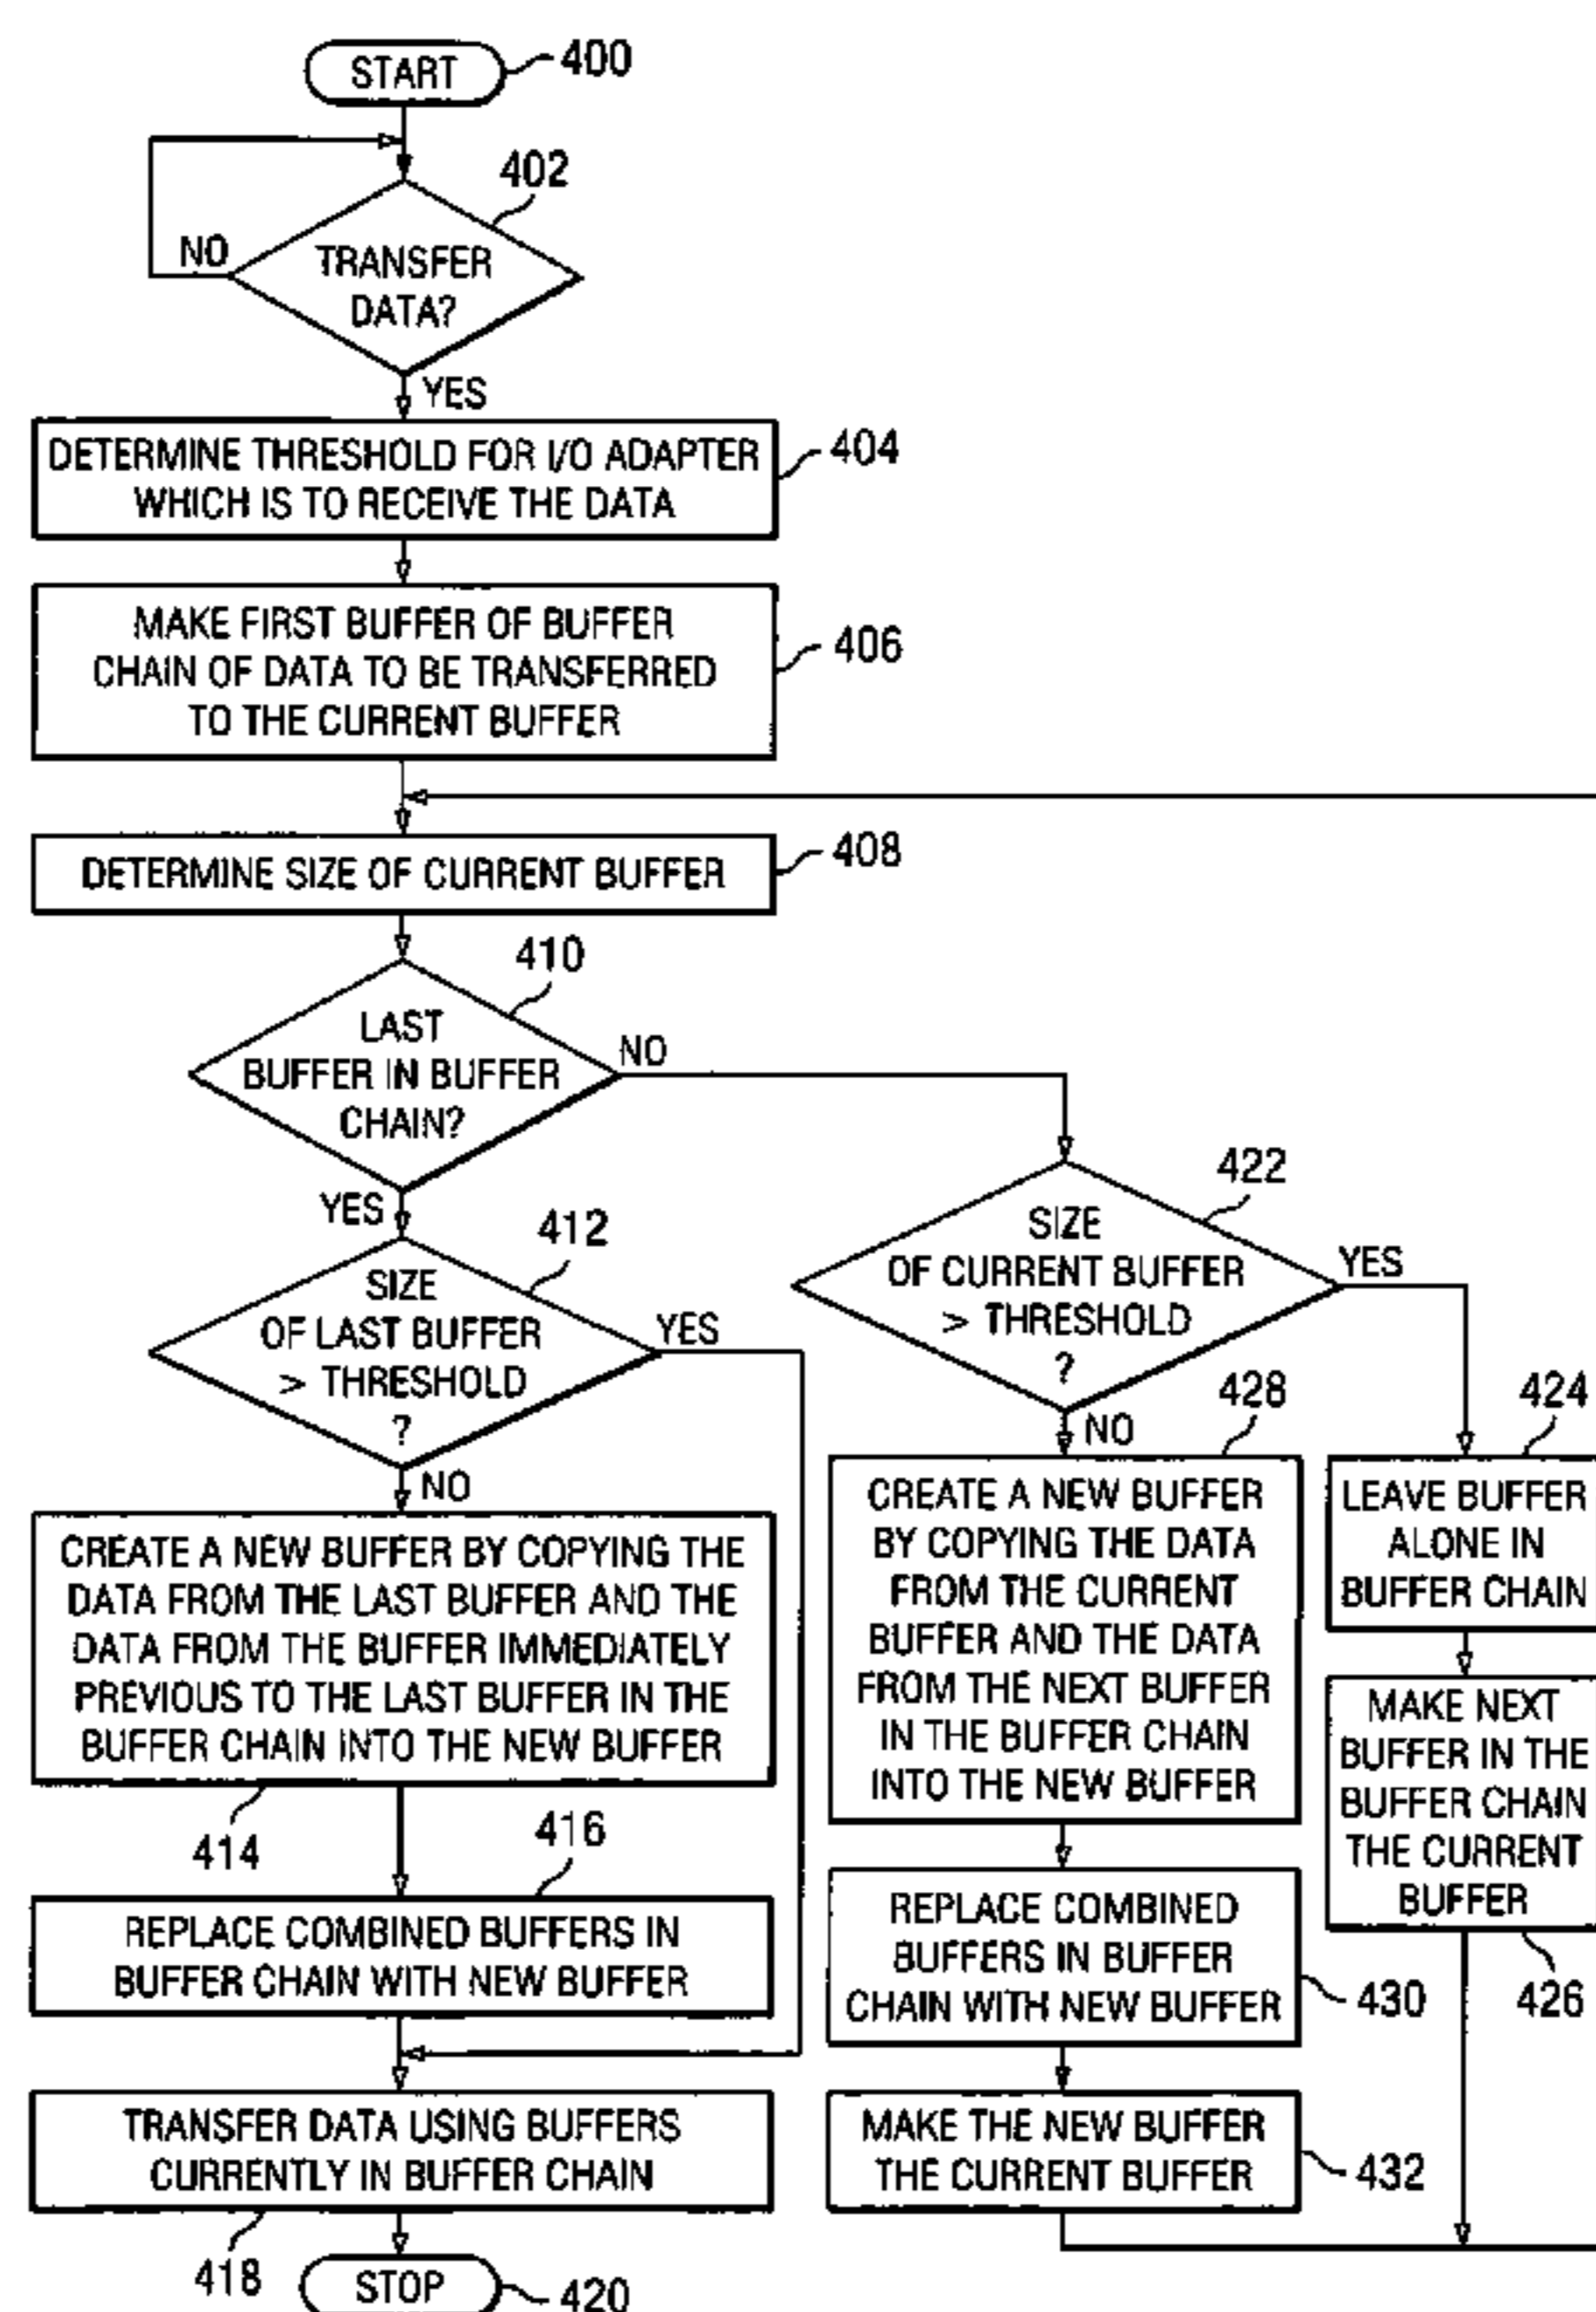 START
400
402
NO
TRANSFER
DATA?
YES
DETERMINE THRESHOLD FOR I/O ADAPTER
WHICH IS TO RECEIVE THE DATA
404
MAKE FIRST BUFFER OF BUFFER
CHAIN OF DATA TO BE TRANSFERRED
TO THE CURRENT BUFFER
406
DETERMINE SIZE OF CURRENT BUFFER
408
410
LAST
BUFFER IN BUFFER
CHAIN?
NO
YES
412
SIZE
OF LAST BUFFER
> THRESHOLD
?
YES
NO
422
SIZE
OF CURRENT BUFFER
> THRESHOLD
?
YES
NO
CREATE A NEW BUFFER BY COPYING THE
DATA FROM THE LAST BUFFER AND THE
DATA FROM THE BUFFER IMMEDIATELY
PREVIOUS TO THE LAST BUFFER IN THE
BUFFER CHAIN INTO THE NEW BUFFER
414
416
REPLACE COMBINED BUFFERS IN
BUFFER CHAIN WITH NEW BUFFER
TRANSFER DATA USING BUFFERS
CURRENTLY IN BUFFER CHAIN
418
STOP
420
428
CREATE A NEW BUFFER
BY COPYING THE DATA
FROM THE CURRENT
BUFFER AND THE DATA
FROM THE NEXT BUFFER
IN THE BUFFER CHAIN
INTO THE NEW BUFFER
REPLACE COMBINED
BUFFERS IN BUFFER
CHAIN WITH NEW BUFFER
430
MAKE THE NEW BUFFER
THE CURRENT BUFFER
432
424
LEAVE BUFFER
ALONE IN
BUFFER CHAIN
MAKE NEXT
BUFFER IN THE
BUFFER CHAIN
THE CURRENT
BUFFER
426